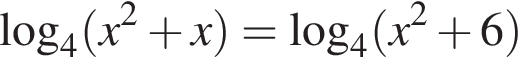 log₄(x² + x) = log₄(x² + 6)